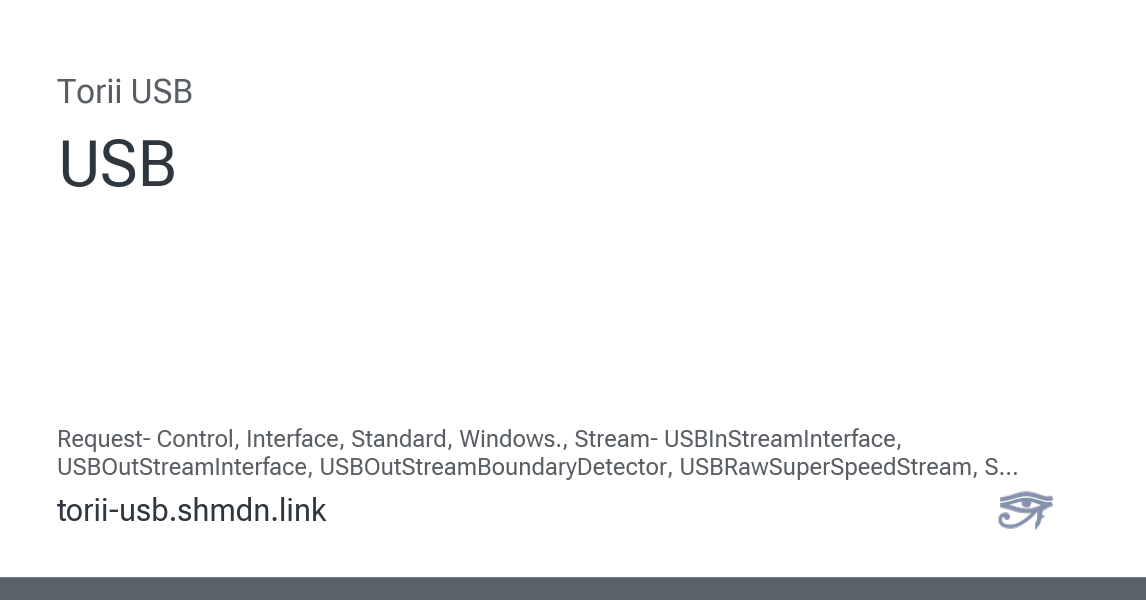 Torii USB
USB
Request- Control, Interface, Standard, Windows., Stream- USBInStreamInterface,
USBOutStreamInterface, USBOutStreamBoundaryDetector, USBRawSuperSpeedStream, S...
torii-usb.shmdn.link